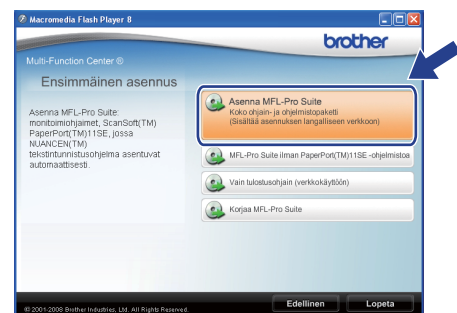 Macromedia Flash Player 8
brother
Multi-Function Center ®
Ensimmäinen asennus
Asenna MFL-Pro Suite:
monitoimiohjaimet, ScanSoft(TM)
PaperPort(TM)11SE, jossa
NUANCEN(TM)
tekstintunnistusohjelma asentuvat
automaattisesti.
Asenna MFL-Pro Suite
Koko ohjain- ja ohjelmistopaketti
(Sisältää asennuksen langalliseen verkkoon)
MFL-Pro Suite ilman PaperPort(TM)11SE -ohjelmistoa
Vain tulostusohjain (verkkokäyttöön)
Korjaa MFL-Pro Suite
© 2001-2008 Brother Industries, Ltd. All Rights Reserved.
Edellinen
Lopeta